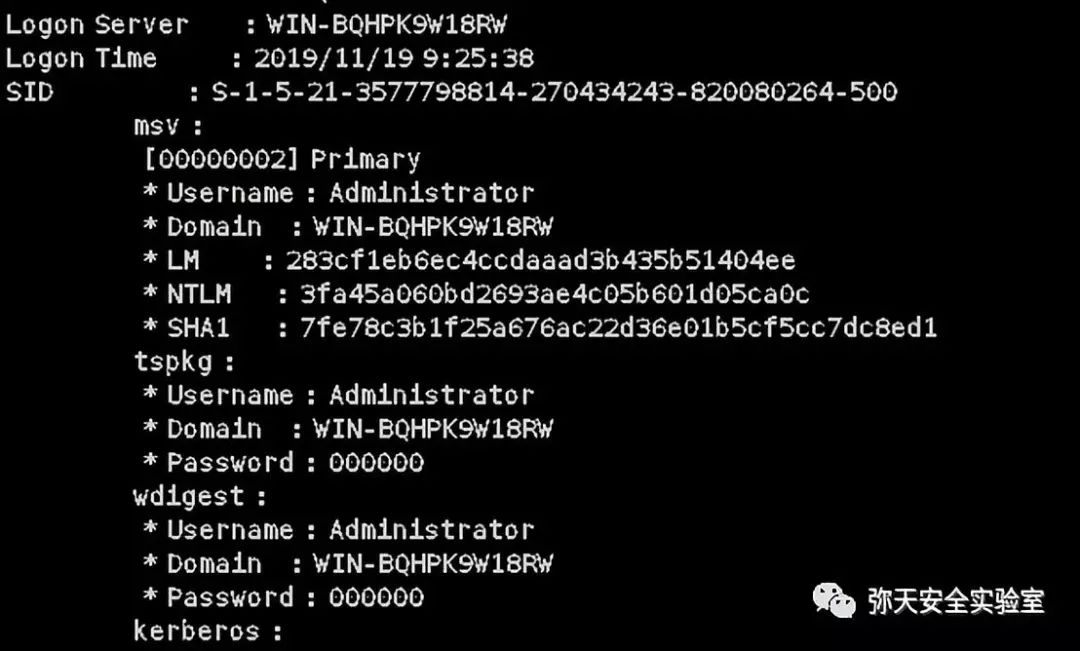 Logon Server : WIN-BQHPK9W18RW
Logon Time : 2019/11/19 9:25:38
SID : S-1-5-21-3577798814-270434243-820080264-500
msv :
[00000002] Primary
* Username : Administrator
* Domain : WIN-BQHPK9W18RW
* LM : 283cf1eb6ec4ccdaaad3b435b51404ee
* NTLM : 3fa45a060bd2693ae4c05b601d05ca0c
* SHA1 : 7fe78c3b1f25a676ac22d36e01b5cf5cc7dc8ed1
tspkg :
* Username : Administrator
* Domain : WIN-BQHPK9W18RW
* Password : 000000
wdigest :
* Username : Administrator
* Domain : WIN-BQHPK9W18RW
* Password : 000000
kerberos :
弥天安全实验室